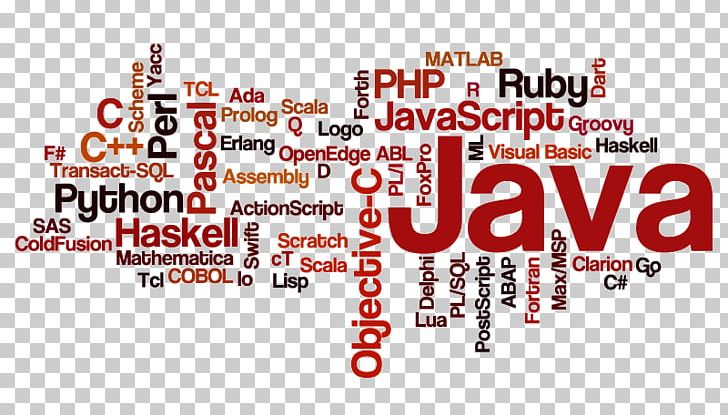 MATLAB
Yacc
Scheme
TCL
Ada
Forth
PHP
R
Ruby
Dart
C
Perl
Pascal
Prolog
Scala
Q
Logo
JavaScript
Groovy
F#
C++
Erlang
OpenEdge ABL
PL/I
FoxPro
ML
Visual Basic
Haskell
Transact-SQL
Assembly
D
Java
Python
ActionScript
Objective-C
SAS
ColdFusion
Haskell
Swift
Scratch
Mathematica
cT
Scala
Tcl
COBOL
Io
Lisp
Delphi
Lua
PL/SQL
PostScript
ABAP
Fortran
Max/MSP
Clarion
Go
C#